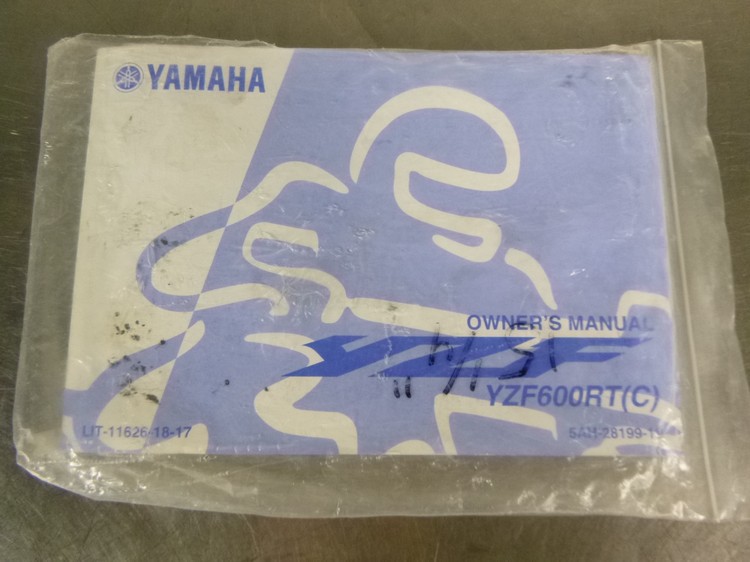 YAMAHA
OWNER'S MANUAL
YZF
YZF600RT(C)
LIT-11626-18-17